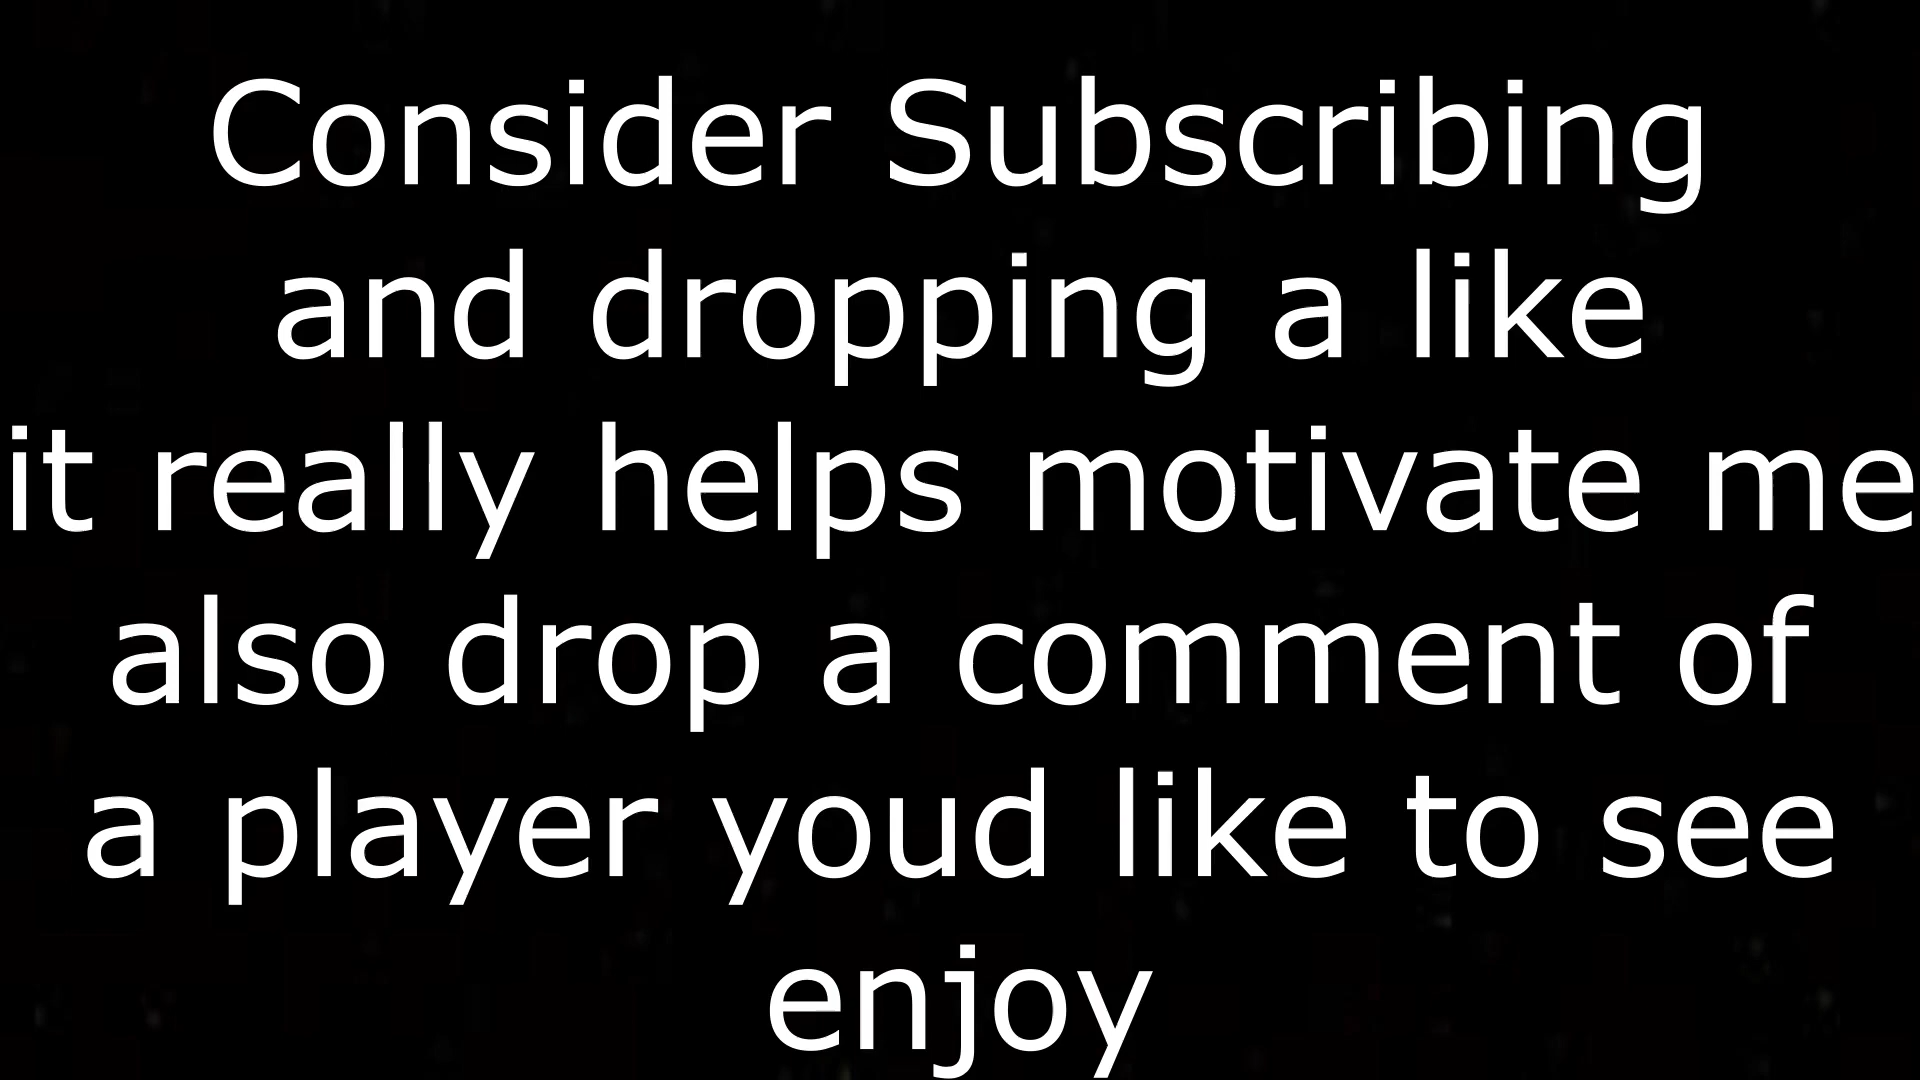 Consider Subscribing
and dropping a like
it really helps motivate me
also drop a comment of
a player youd like to see
enjoy